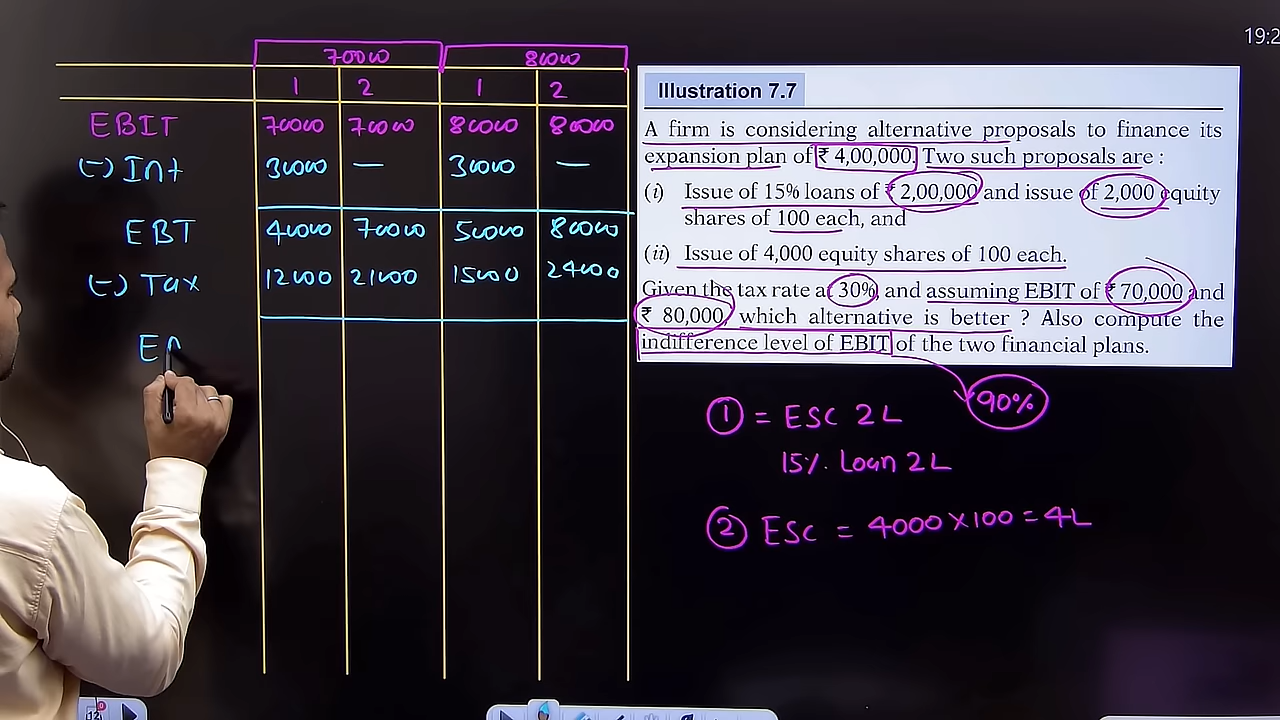 19:2
70000 80000
1 2 1 2
EBIT 70000 70000 80000 80000
(-) Int 30000 — 30000 —
EBT 40000 70000 50000 80000
(-) Tax 12000 21000 15000 24000
Illustration 7.7
A firm is considering alternative proposals to finance its
expansion plan of ₹ 4,00,000. Two such proposals are :
(i) Issue of 15% loans of ₹ 2,00,000 and issue of 2,000 equity
shares of 100 each, and
(ii) Issue of 4,000 equity shares of 100 each.
Given the tax rate at 30% and assuming EBIT of ₹ 70,000 and
₹ 80,000, which alternative is better ? Also compute the
indifference level of EBIT of the two financial plans.
90%
1 = ESC 2L
15%. Loan 2L
2 ESC = 4000 × 100 = 4L